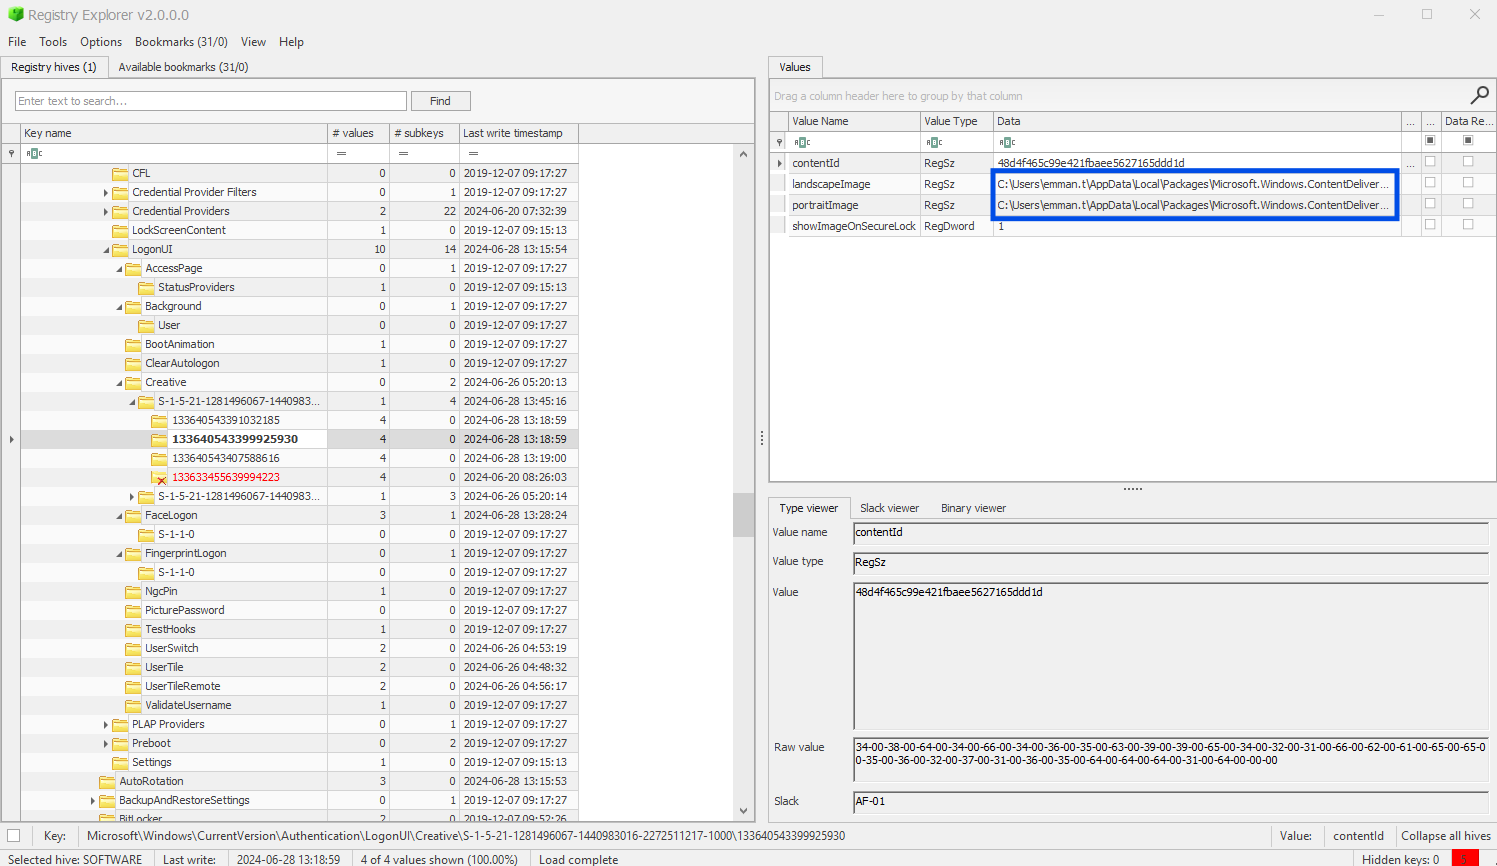 Registry Explorer v2.0.0.0
File Tools Options Bookmarks (31/0) View Help
Registry hives (1) Available bookmarks (31/0)
Enter text to search... Find
Key name # values # subkeys Last write timestamp
= = =
CFL 0 0 2019-12-07 09:17:27
Credential Provider Filters 0 1 2019-12-07 09:17:27
Credential Providers 2 22 2024-06-20 07:32:39
LockScreenContent 1 0 2019-12-07 09:15:13
LogonUI 10 14 2024-06-28 13:15:54
AccessPage 0 1 2019-12-07 09:17:27
StatusProviders 1 0 2019-12-07 09:15:13
Background 0 1 2019-12-07 09:17:27
User 0 0 2019-12-07 09:17:27
BootAnimation 1 0 2019-12-07 09:17:27
ClearAutologon 1 0 2019-12-07 09:17:27
Creative 0 2 2024-06-26 05:20:13
S-1-5-21-1281496067-1440983... 1 4 2024-06-28 13:45:16
133640543391032185 4 0 2024-06-28 13:18:59
133640543399925930 4 0 2024-06-28 13:18:59
133640543407588616 4 0 2024-06-28 13:19:00
133633455639994223 4 0 2024-06-20 08:26:03
S-1-5-21-1281496067-1440983... 1 3 2024-06-26 05:20:14
FaceLogon 3 1 2024-06-28 13:28:24
S-1-1-0 0 0 2019-12-07 09:17:27
FingerprintLogon 0 1 2019-12-07 09:17:27
S-1-1-0 0 0 2019-12-07 09:17:27
NgcPin 1 0 2019-12-07 09:17:27
PicturePassword 0 0 2019-12-07 09:17:27
TestHooks 1 0 2019-12-07 09:17:27
UserSwitch 2 0 2024-06-26 04:53:19
UserTile 2 0 2024-06-26 04:48:32
UserTileRemote 2 0 2024-06-26 04:56:17
ValidateUsername 1 0 2019-12-07 09:17:27
PLAP Providers 0 1 2019-12-07 09:17:27
Preboot 0 2 2019-12-07 09:17:27
Settings 1 0 2019-12-07 09:15:13
AutoRotation 3 0 2024-06-28 13:15:53
BackupAndRestoreSettings 0 1 2019-12-07 09:17:27
BitLocker 2 0 2019-12-07 09:52:26
Values
Drag a column header here to group by that column
Value Name Value Type Data ... ... Data Re...
contentId RegSz 48d4f465c99e421fbaee5627165ddd1d ...
landscapeImage RegSz C:\Users\emman.t\AppData\Local\Packages\Microsoft.Windows.ContentDeliver...
portraitImage RegSz C:\Users\emman.t\AppData\Local\Packages\Microsoft.Windows.ContentDeliver...
showImageOnSecureLock RegDword 1
Type viewer Slack viewer Binary viewer
Value name contentId
Value type RegSz
Value 48d4f465c99e421fbaee5627165ddd1d
Raw value 34-00-38-00-64-00-34-00-66-00-34-00-36-00-35-00-63-00-39-00-39-00-65-00-34-00-32-00-31-00-66-00-62-00-61-00-65-00-65-0
0-35-00-36-00-32-00-37-00-31-00-36-00-35-00-64-00-64-00-64-00-31-00-64-00-00-00
Slack AF-01
Key: Microsoft\Windows\CurrentVersion\Authentication\LogonUI\Creative\S-1-5-21-1281496067-1440983016-2272511217-1000\133640543399925930 Value: contentId Collapse all hives
Selected hive: SOFTWARE Last write: 2024-06-28 13:18:59 4 of 4 values shown (100.00%) Load complete Hidden keys: 0